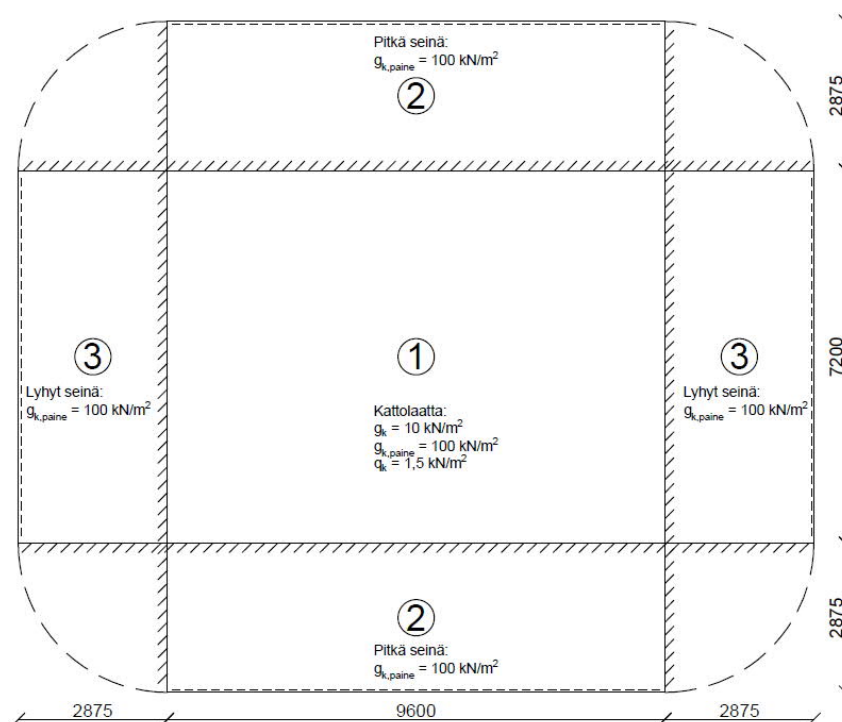 Pitkä seinä:
gk,paine = 100 kN/m²
2
2875
3
Lyhyt seinä:
gk,paine = 100 kN/m²
1
Kattolaatta:
gk = 10 kN/m²
gk,paine = 100 kN/m²
qk = 1,5 kN/m²
3
Lyhyt seinä:
gk,paine = 100 kN/m²
7200
2
Pitkä seinä:
gk,paine = 100 kN/m²
2875
2875
9600
2875